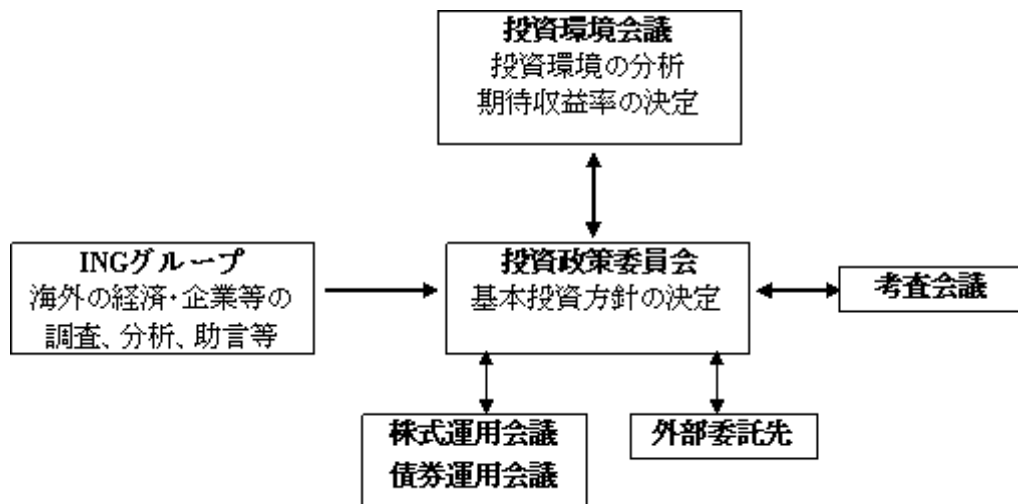 投資環境会議
投資環境の分析
期待収益率の決定
INGグループ
海外の経済・企業等の
調査、分析、助言等
投資政策委員会
基本投資方針の決定
考査会議
株式運用会議
債券運用会議
外部委託先